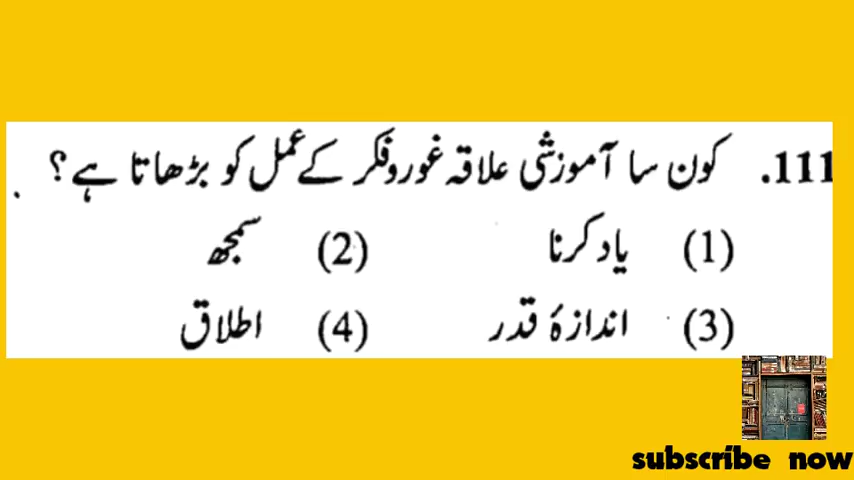 111. کون سا آموزشی علاقہ غوروفکر کے عمل کو بڑھاتا ہے؟
(1) یاد کرنا (2) سمجھ
(3) اندازۂ قدر (4) اطلاق
subscribe now